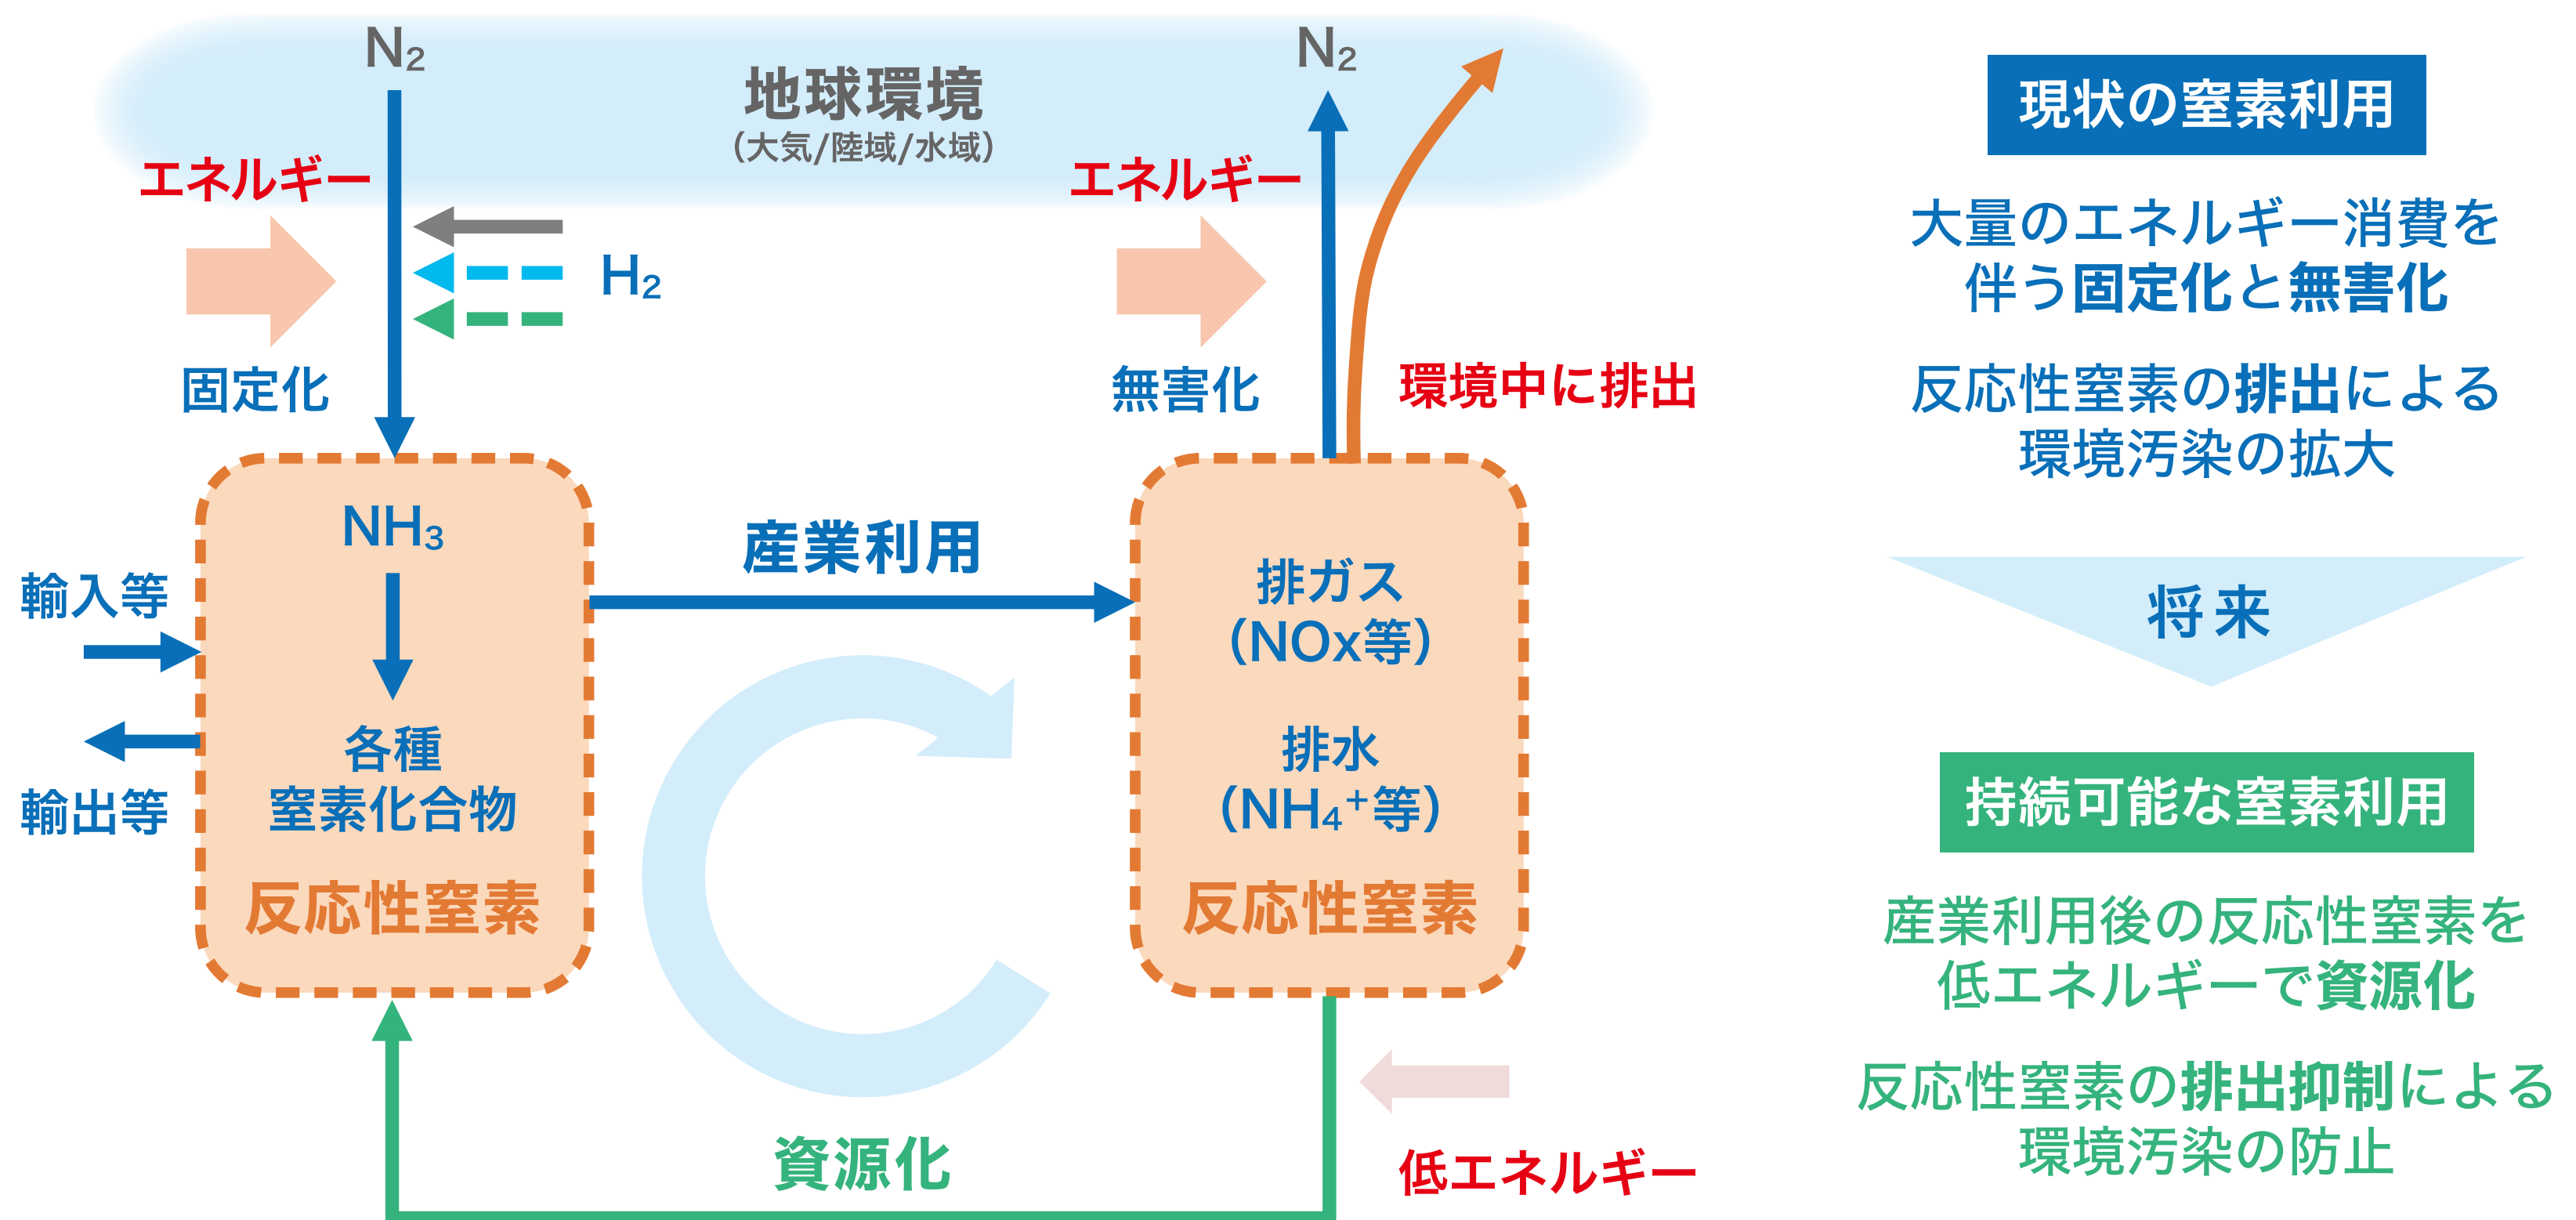 N₂
地球環境
（大気/陸域/水域）
N₂
エネルギー
H₂
固定化
エネルギー
無害化
環境中に排出
NH₃
各種
窒素化合物
反応性窒素
輸入等
輸出等
産業利用
排ガス
（NOx等）
排水
（NH₄⁺等）
反応性窒素
資源化
低エネルギー
現状の窒素利用
大量のエネルギー消費を
伴う固定化と無害化
反応性窒素の排出による
環境汚染の拡大
将来
持続可能な窒素利用
産業利用後の反応性窒素を
低エネルギーで資源化
反応性窒素の排出抑制による
環境汚染の防止